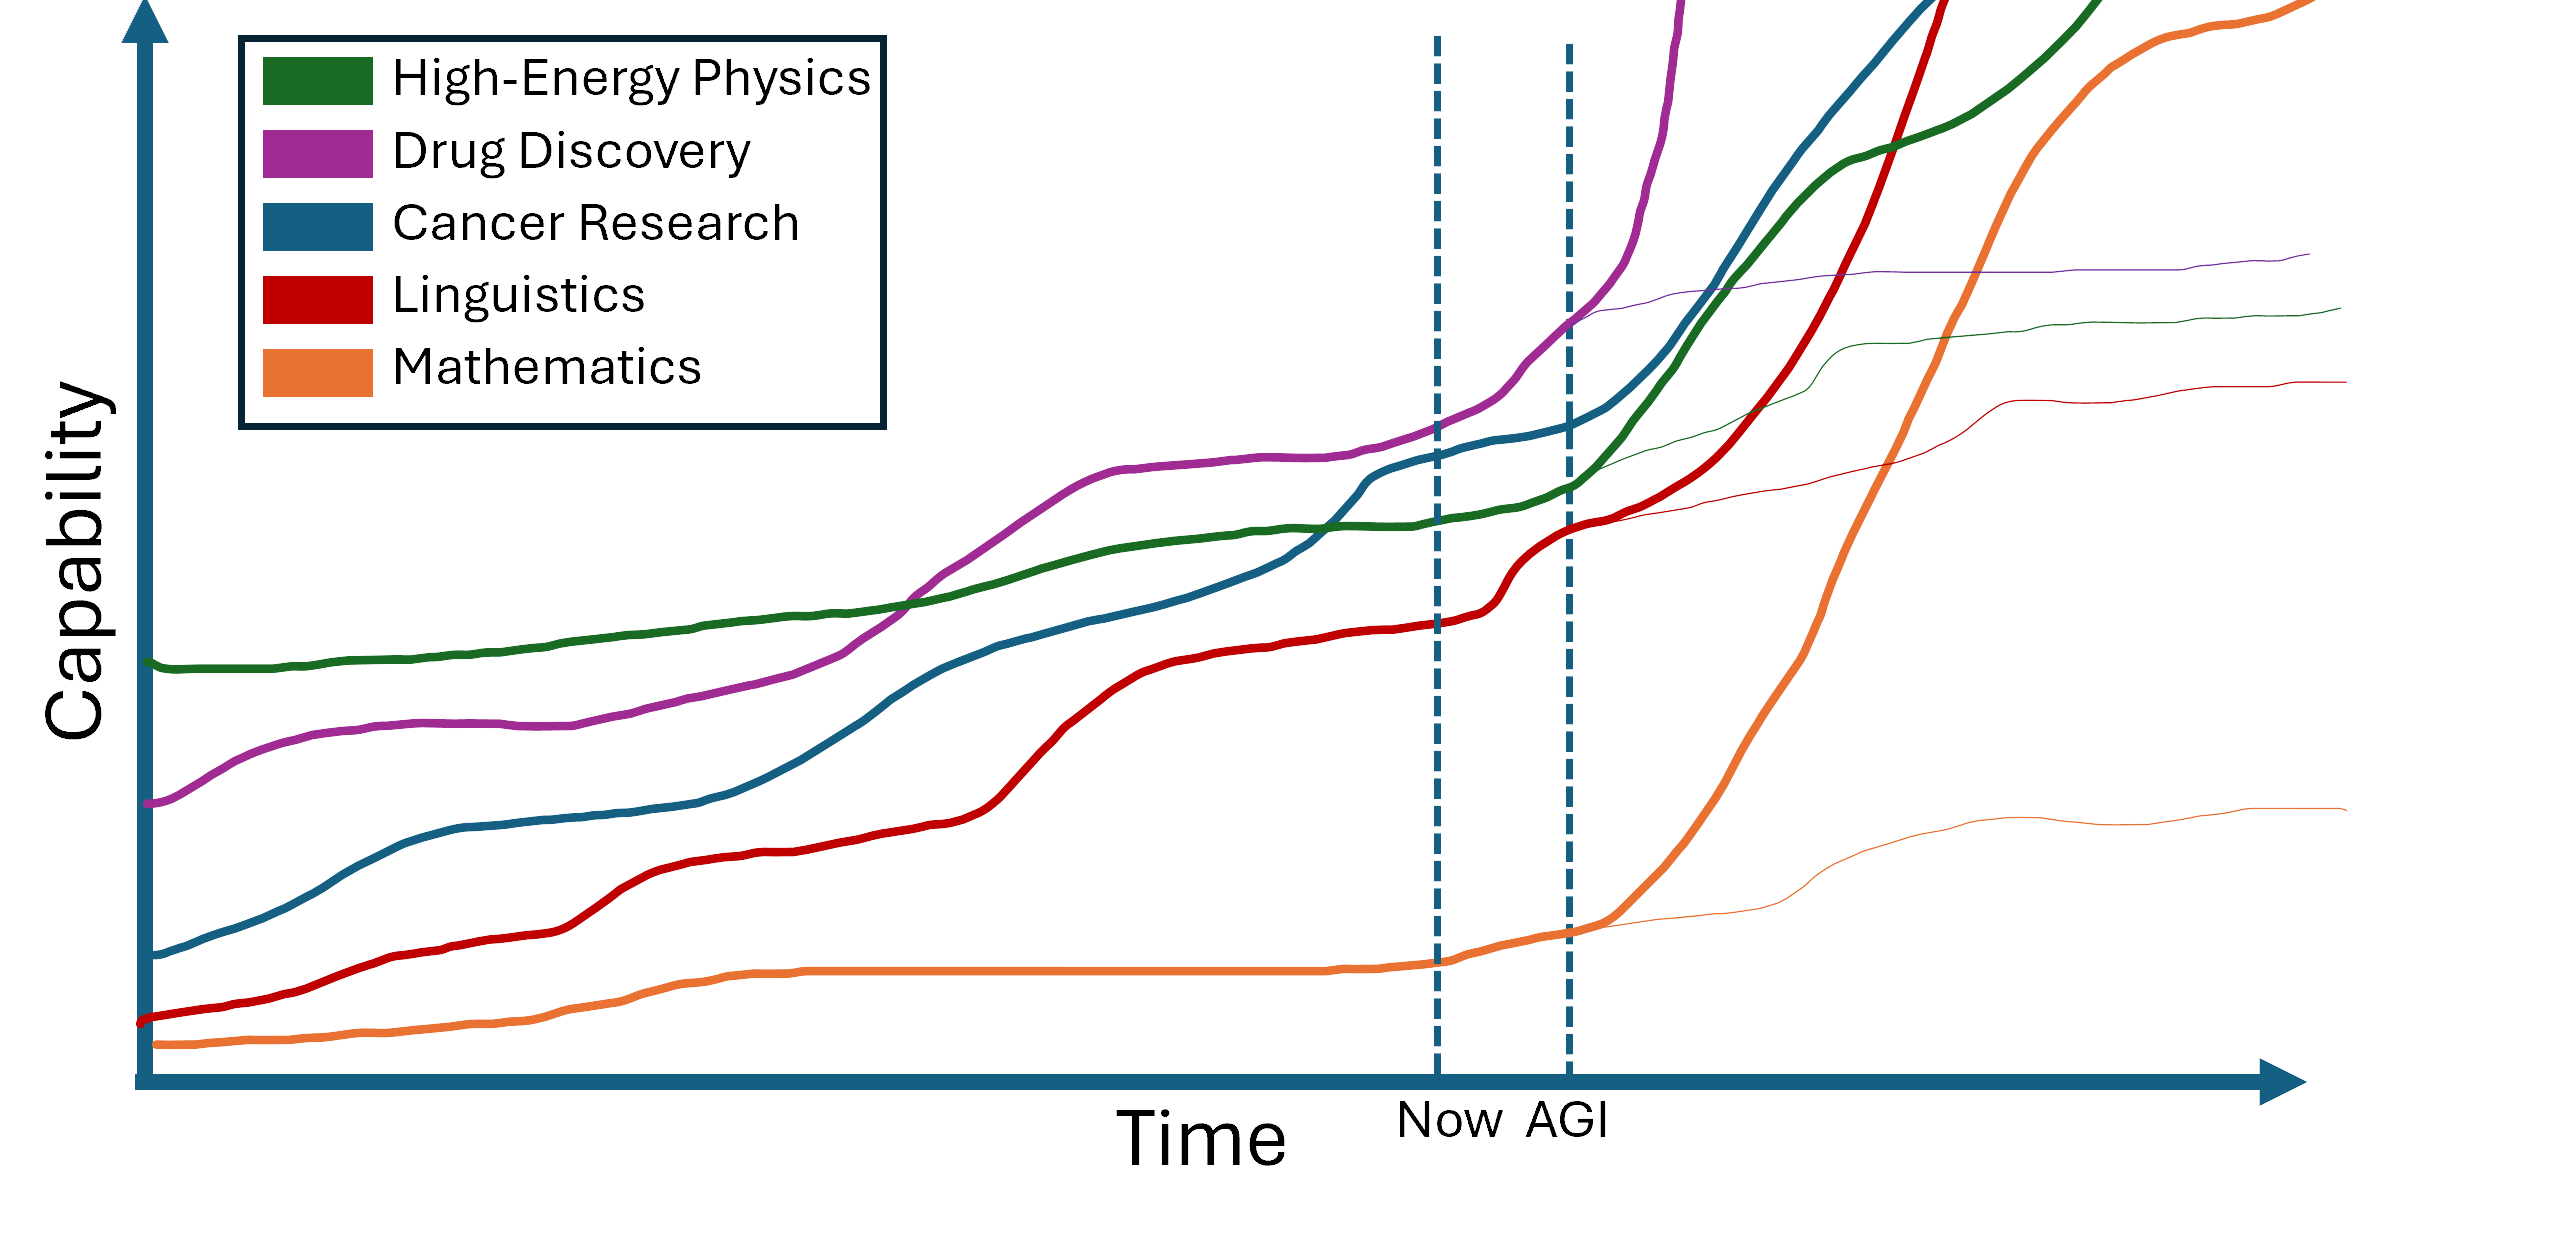 High-Energy Physics
Drug Discovery
Cancer Research
Linguistics
Mathematics
Capability
Time
Now
AGI